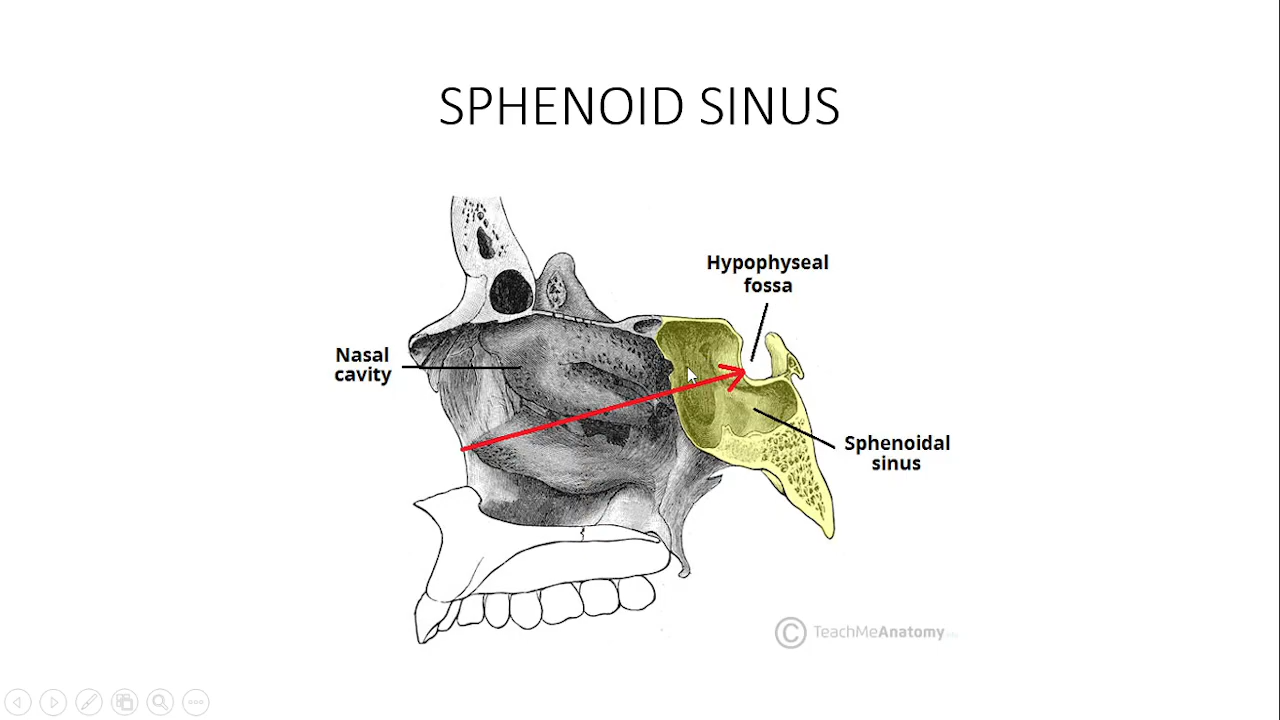 SPHENOID SINUS
Hypophyseal
fossa
Nasal
cavity
Sphenoidal
sinus
© TeachMeAnatomy